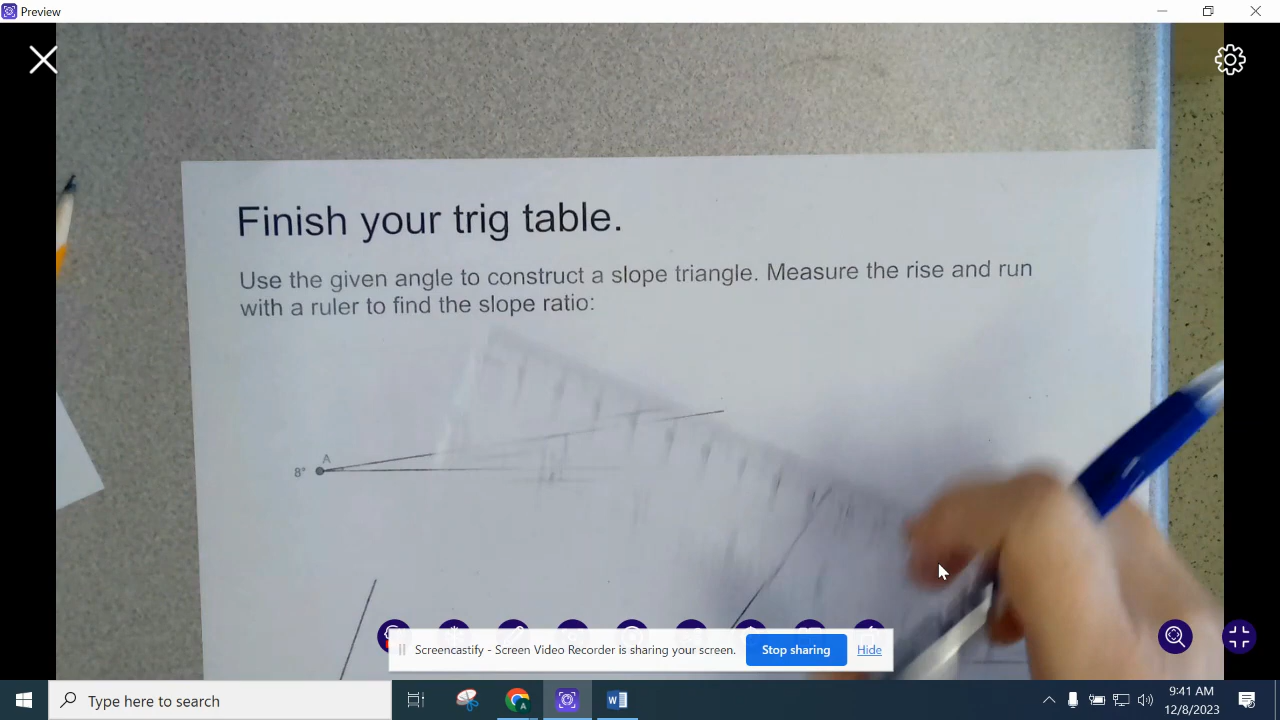 Preview
Finish your trig table.
Use the given angle to construct a slope triangle. Measure the rise and run
with a ruler to find the slope ratio:
A
8°
Screencastify - Screen Video Recorder is sharing your screen.
Stop sharing
Hide
Type here to search
9:41 AM
12/8/2023